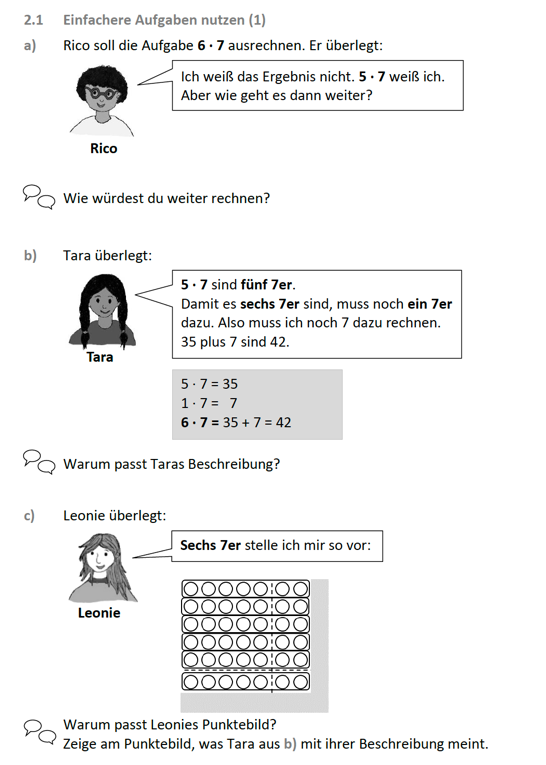 2.1 Einfachere Aufgaben nutzen (1)
a) Rico soll die Aufgabe 6 · 7 ausrechnen. Er überlegt:
Ich weiß das Ergebnis nicht. 5 · 7 weiß ich.
Aber wie geht es dann weiter?
Rico
Wie würdest du weiter rechnen?
b) Tara überlegt:
5 · 7 sind fünf 7er.
Damit es sechs 7er sind, muss noch ein 7er
dazu. Also muss ich noch 7 dazu rechnen.
35 plus 7 sind 42.
Tara
5 · 7 = 35
1 · 7 = 7
6 · 7 = 35 + 7 = 42
Warum passt Taras Beschreibung?
c) Leonie überlegt:
Sechs 7er stelle ich mir so vor:
Leonie
Warum passt Leonies Punktebild?
Zeige am Punktebild, was Tara aus b) mit ihrer Beschreibung meint.